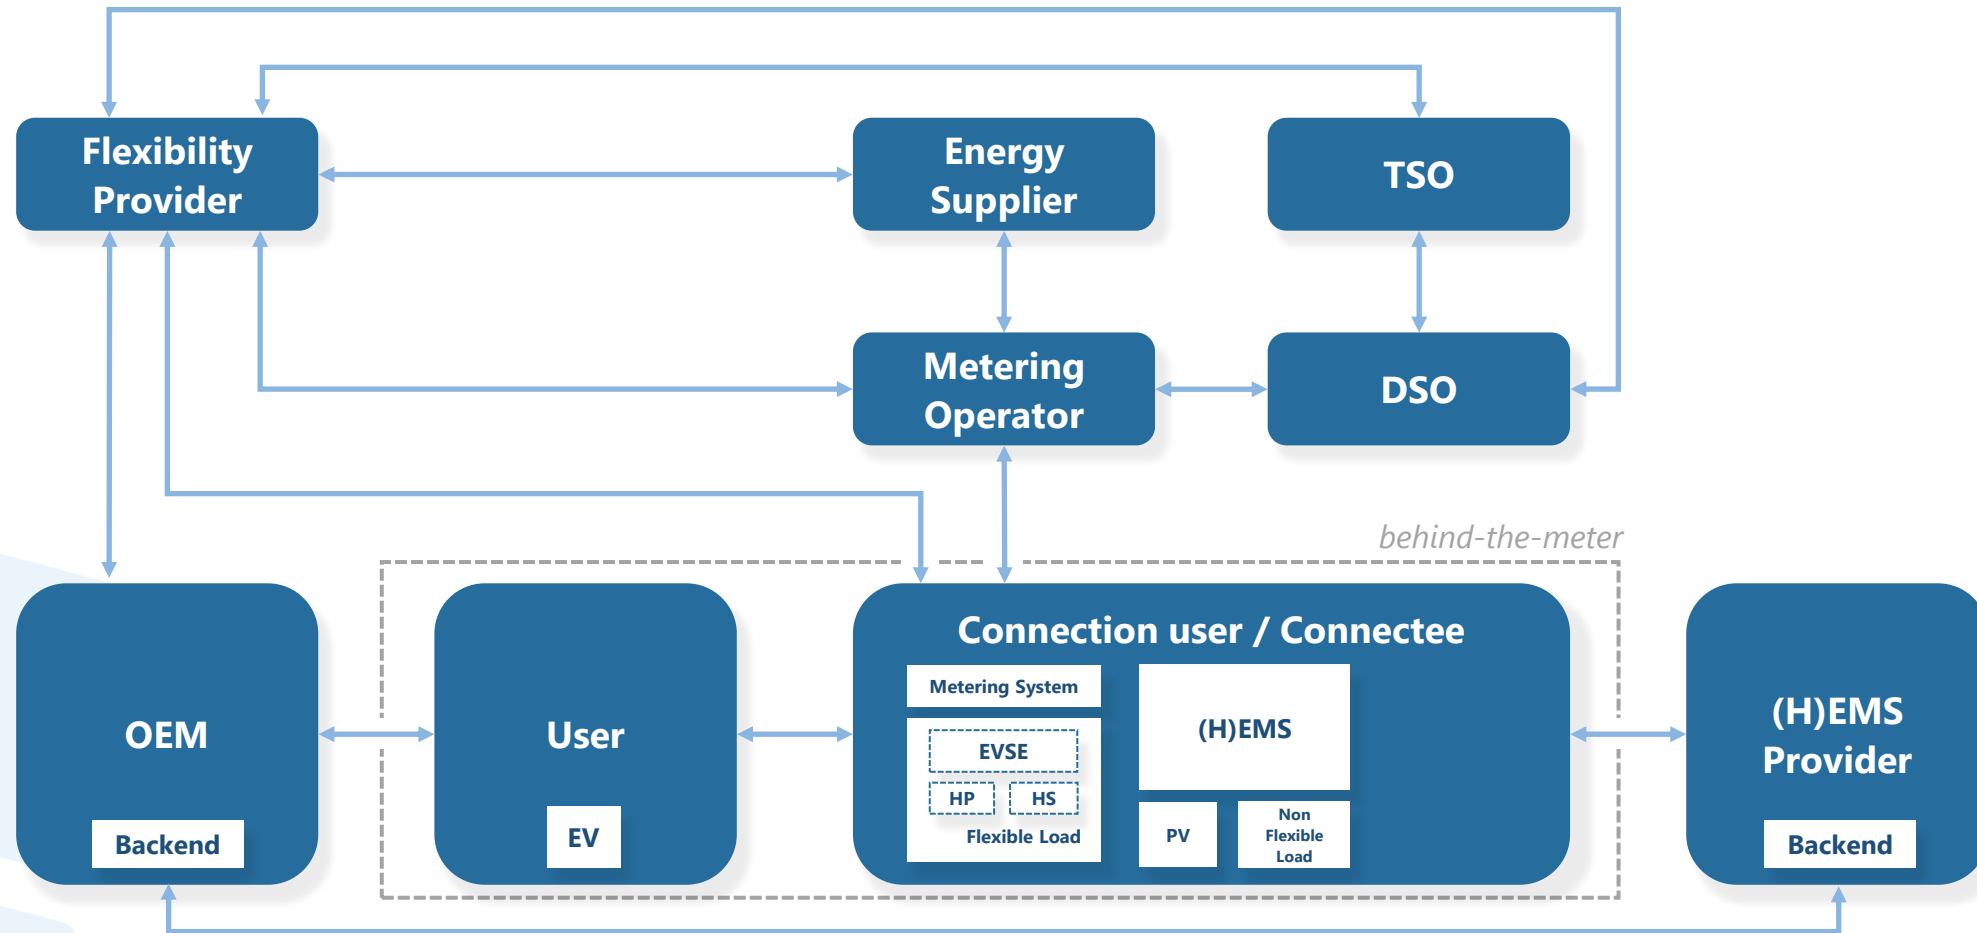 Flexibility
Provider
Energy
Supplier
TSO
Metering
Operator
DSO
behind-the-meter
OEM
Backend
User
EV
Connection user / Connectee
Metering System
EVSE
HP
HS
Flexible Load
(H)EMS
PV
Non
Flexible
Load
(H)EMS
Provider
Backend